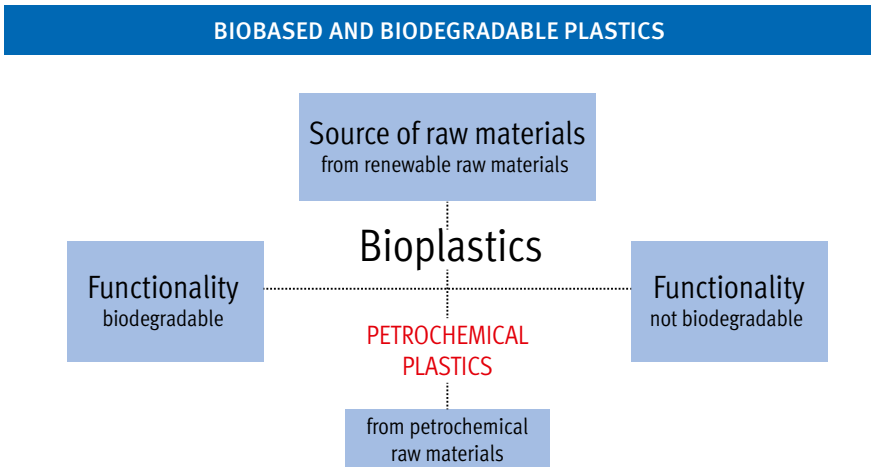 BIOBASED AND BIODEGRADABLE PLASTICS
Source of raw materials
from renewable raw materials
Bioplastics
Functionality
biodegradable
Functionality
not biodegradable
PETROCHEMICAL
PLASTICS
from petrochemical
raw materials